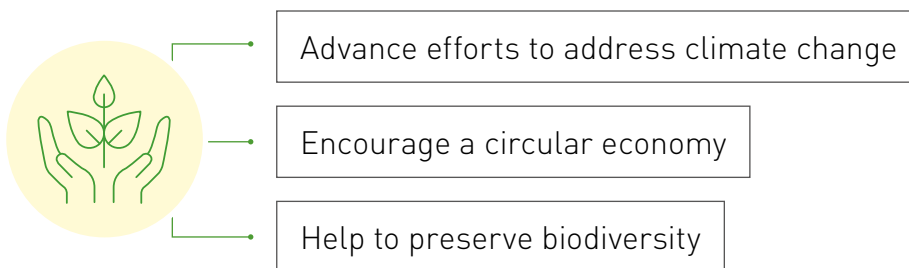 Advance efforts to address climate change
Encourage a circular economy
Help to preserve biodiversity